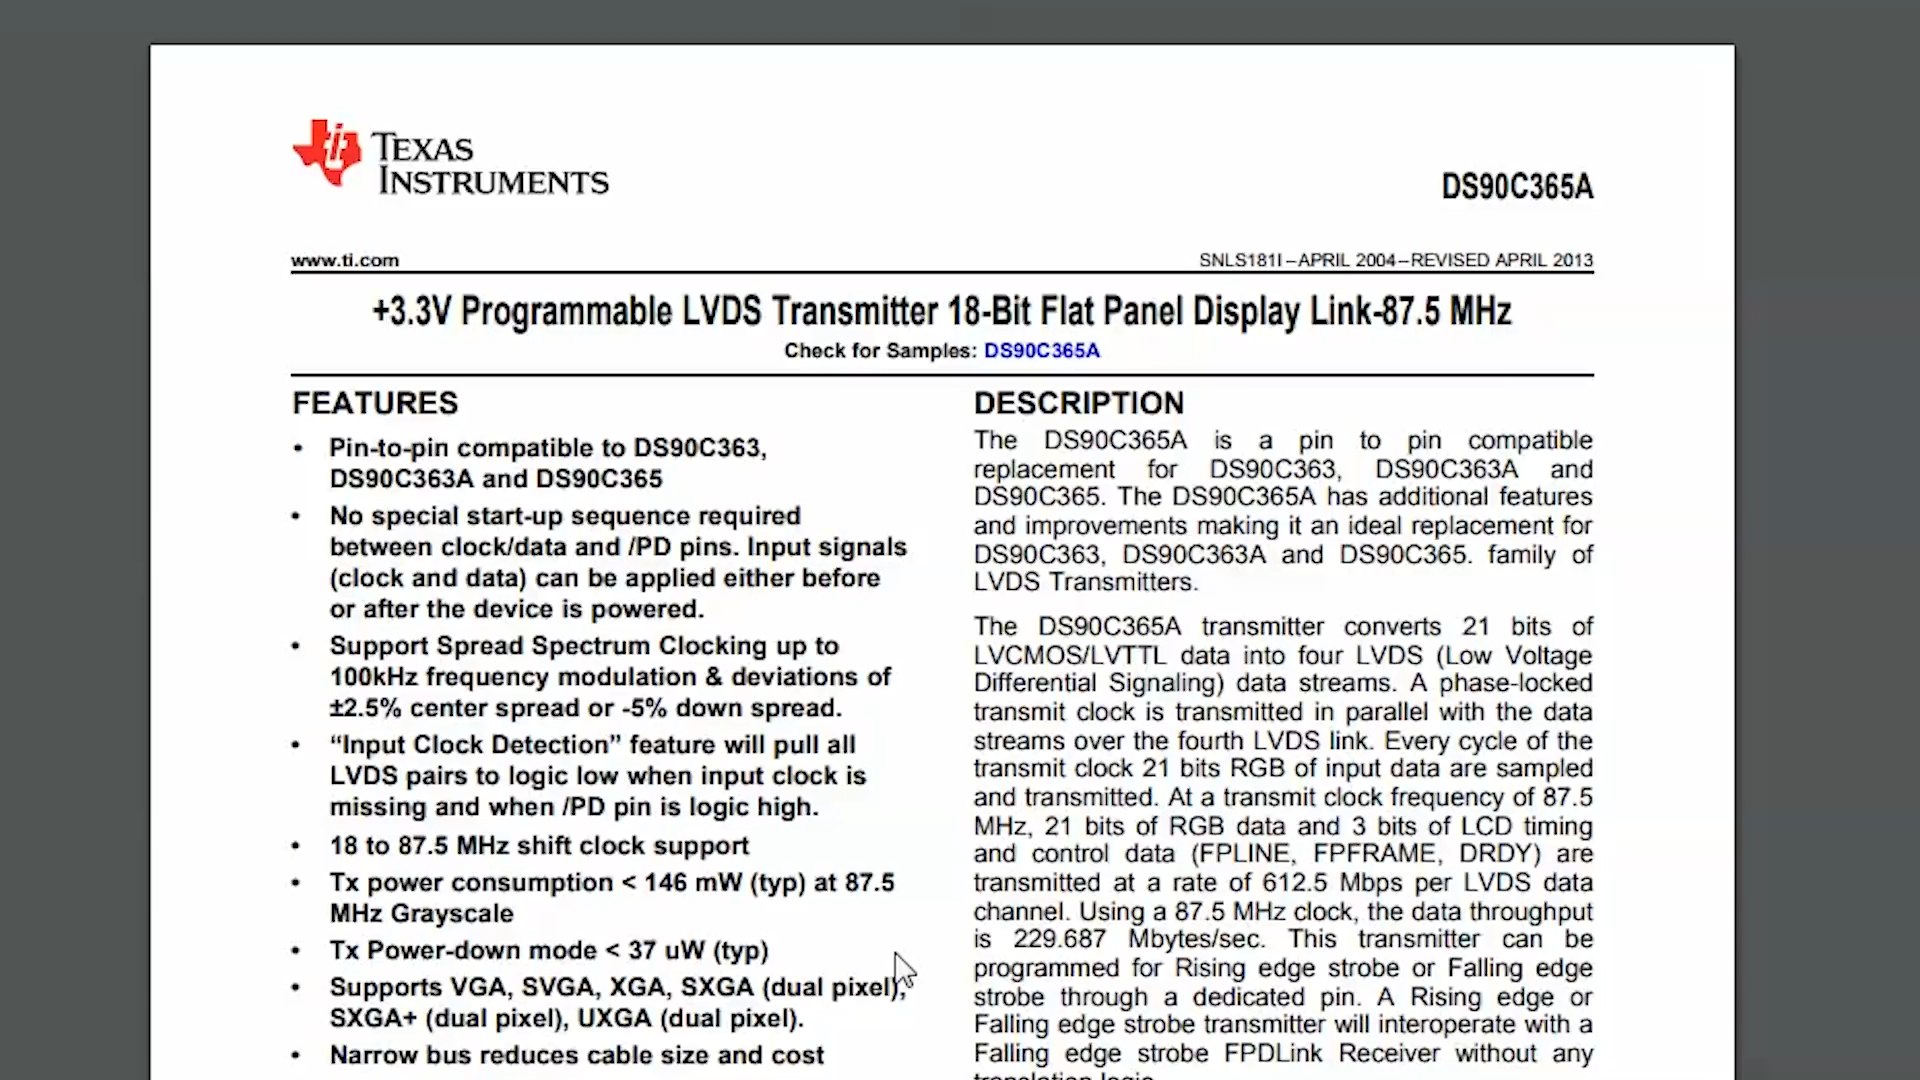 TEXAS
INSTRUMENTS
DS90C365A
www.ti.com
SNLS181I –APRIL 2004–REVISED APRIL 2013
+3.3V Programmable LVDS Transmitter 18-Bit Flat Panel Display Link-87.5 MHz
Check for Samples: DS90C365A
FEATURES
• Pin-to-pin compatible to DS90C363,
DS90C363A and DS90C365
• No special start-up sequence required
between clock/data and /PD pins. Input signals
(clock and data) can be applied either before
or after the device is powered.
• Support Spread Spectrum Clocking up to
100kHz frequency modulation & deviations of
±2.5% center spread or -5% down spread.
• “Input Clock Detection” feature will pull all
LVDS pairs to logic low when input clock is
missing and when /PD pin is logic high.
• 18 to 87.5 MHz shift clock support
• Tx power consumption < 146 mW (typ) at 87.5
MHz Grayscale
• Tx Power-down mode < 37 uW (typ)
• Supports VGA, SVGA, XGA, SXGA (dual pixel),
SXGA+ (dual pixel), UXGA (dual pixel).
• Narrow bus reduces cable size and cost
DESCRIPTION
The DS90C365A is a pin to pin compatible
replacement for DS90C363, DS90C363A and
DS90C365. The DS90C365A has additional features
and improvements making it an ideal replacement for
DS90C363, DS90C363A and DS90C365. family of
LVDS Transmitters.
The DS90C365A transmitter converts 21 bits of
LVCMOS/LVTTL data into four LVDS (Low Voltage
Differential Signaling) data streams. A phase-locked
transmit clock is transmitted in parallel with the data
streams over the fourth LVDS link. Every cycle of the
transmit clock 21 bits RGB of input data are sampled
and transmitted. At a transmit clock frequency of 87.5
MHz, 21 bits of RGB data and 3 bits of LCD timing
and control data (FPLINE, FPFRAME, DRDY) are
transmitted at a rate of 612.5 Mbps per LVDS data
channel. Using a 87.5 MHz clock, the data throughput
is 229.687 Mbytes/sec. This transmitter can be
programmed for Rising edge strobe or Falling edge
strobe through a dedicated pin. A Rising edge or
Falling edge strobe transmitter will interoperate with a
Falling edge strobe FPDLink Receiver without any